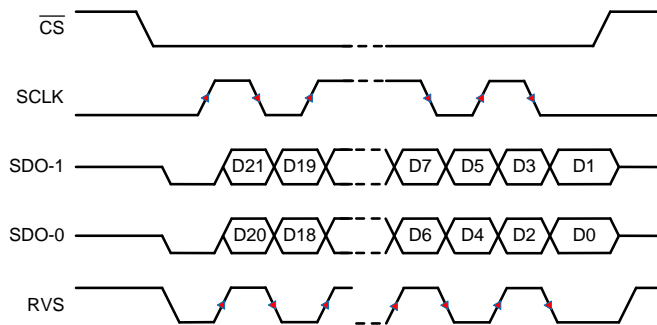 CS
SCLK
SDO-1 D21 D19 D7 D5 D3 D1
SDO-0 D20 D18 D6 D4 D2 D0
RVS